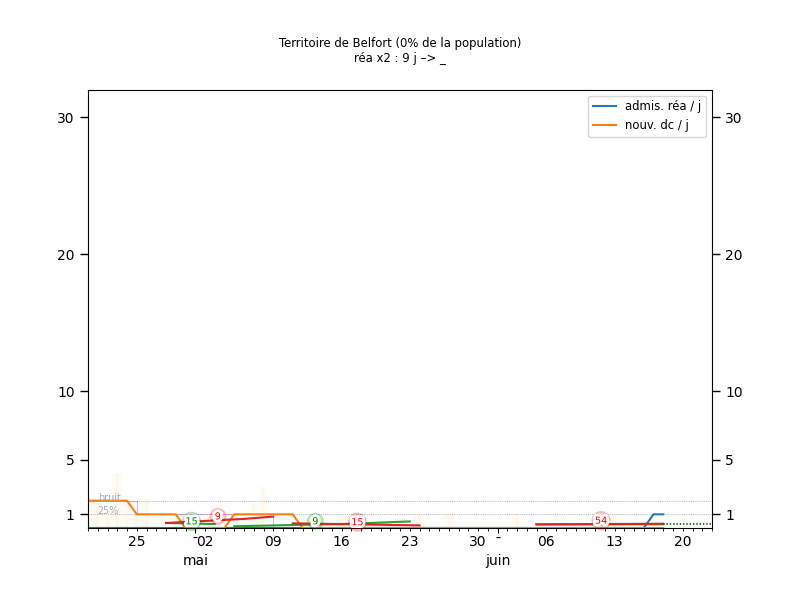 Territoire de Belfort (0% de la population)
réa x2 : 9 j –> _
admis. réa / j
nouv. dc / j
30 30
20 20
10 10
5 5
1 1
bruit
25%
15 9 9 15 54
25 02 09 16 23 30 06 13 20
mai juin